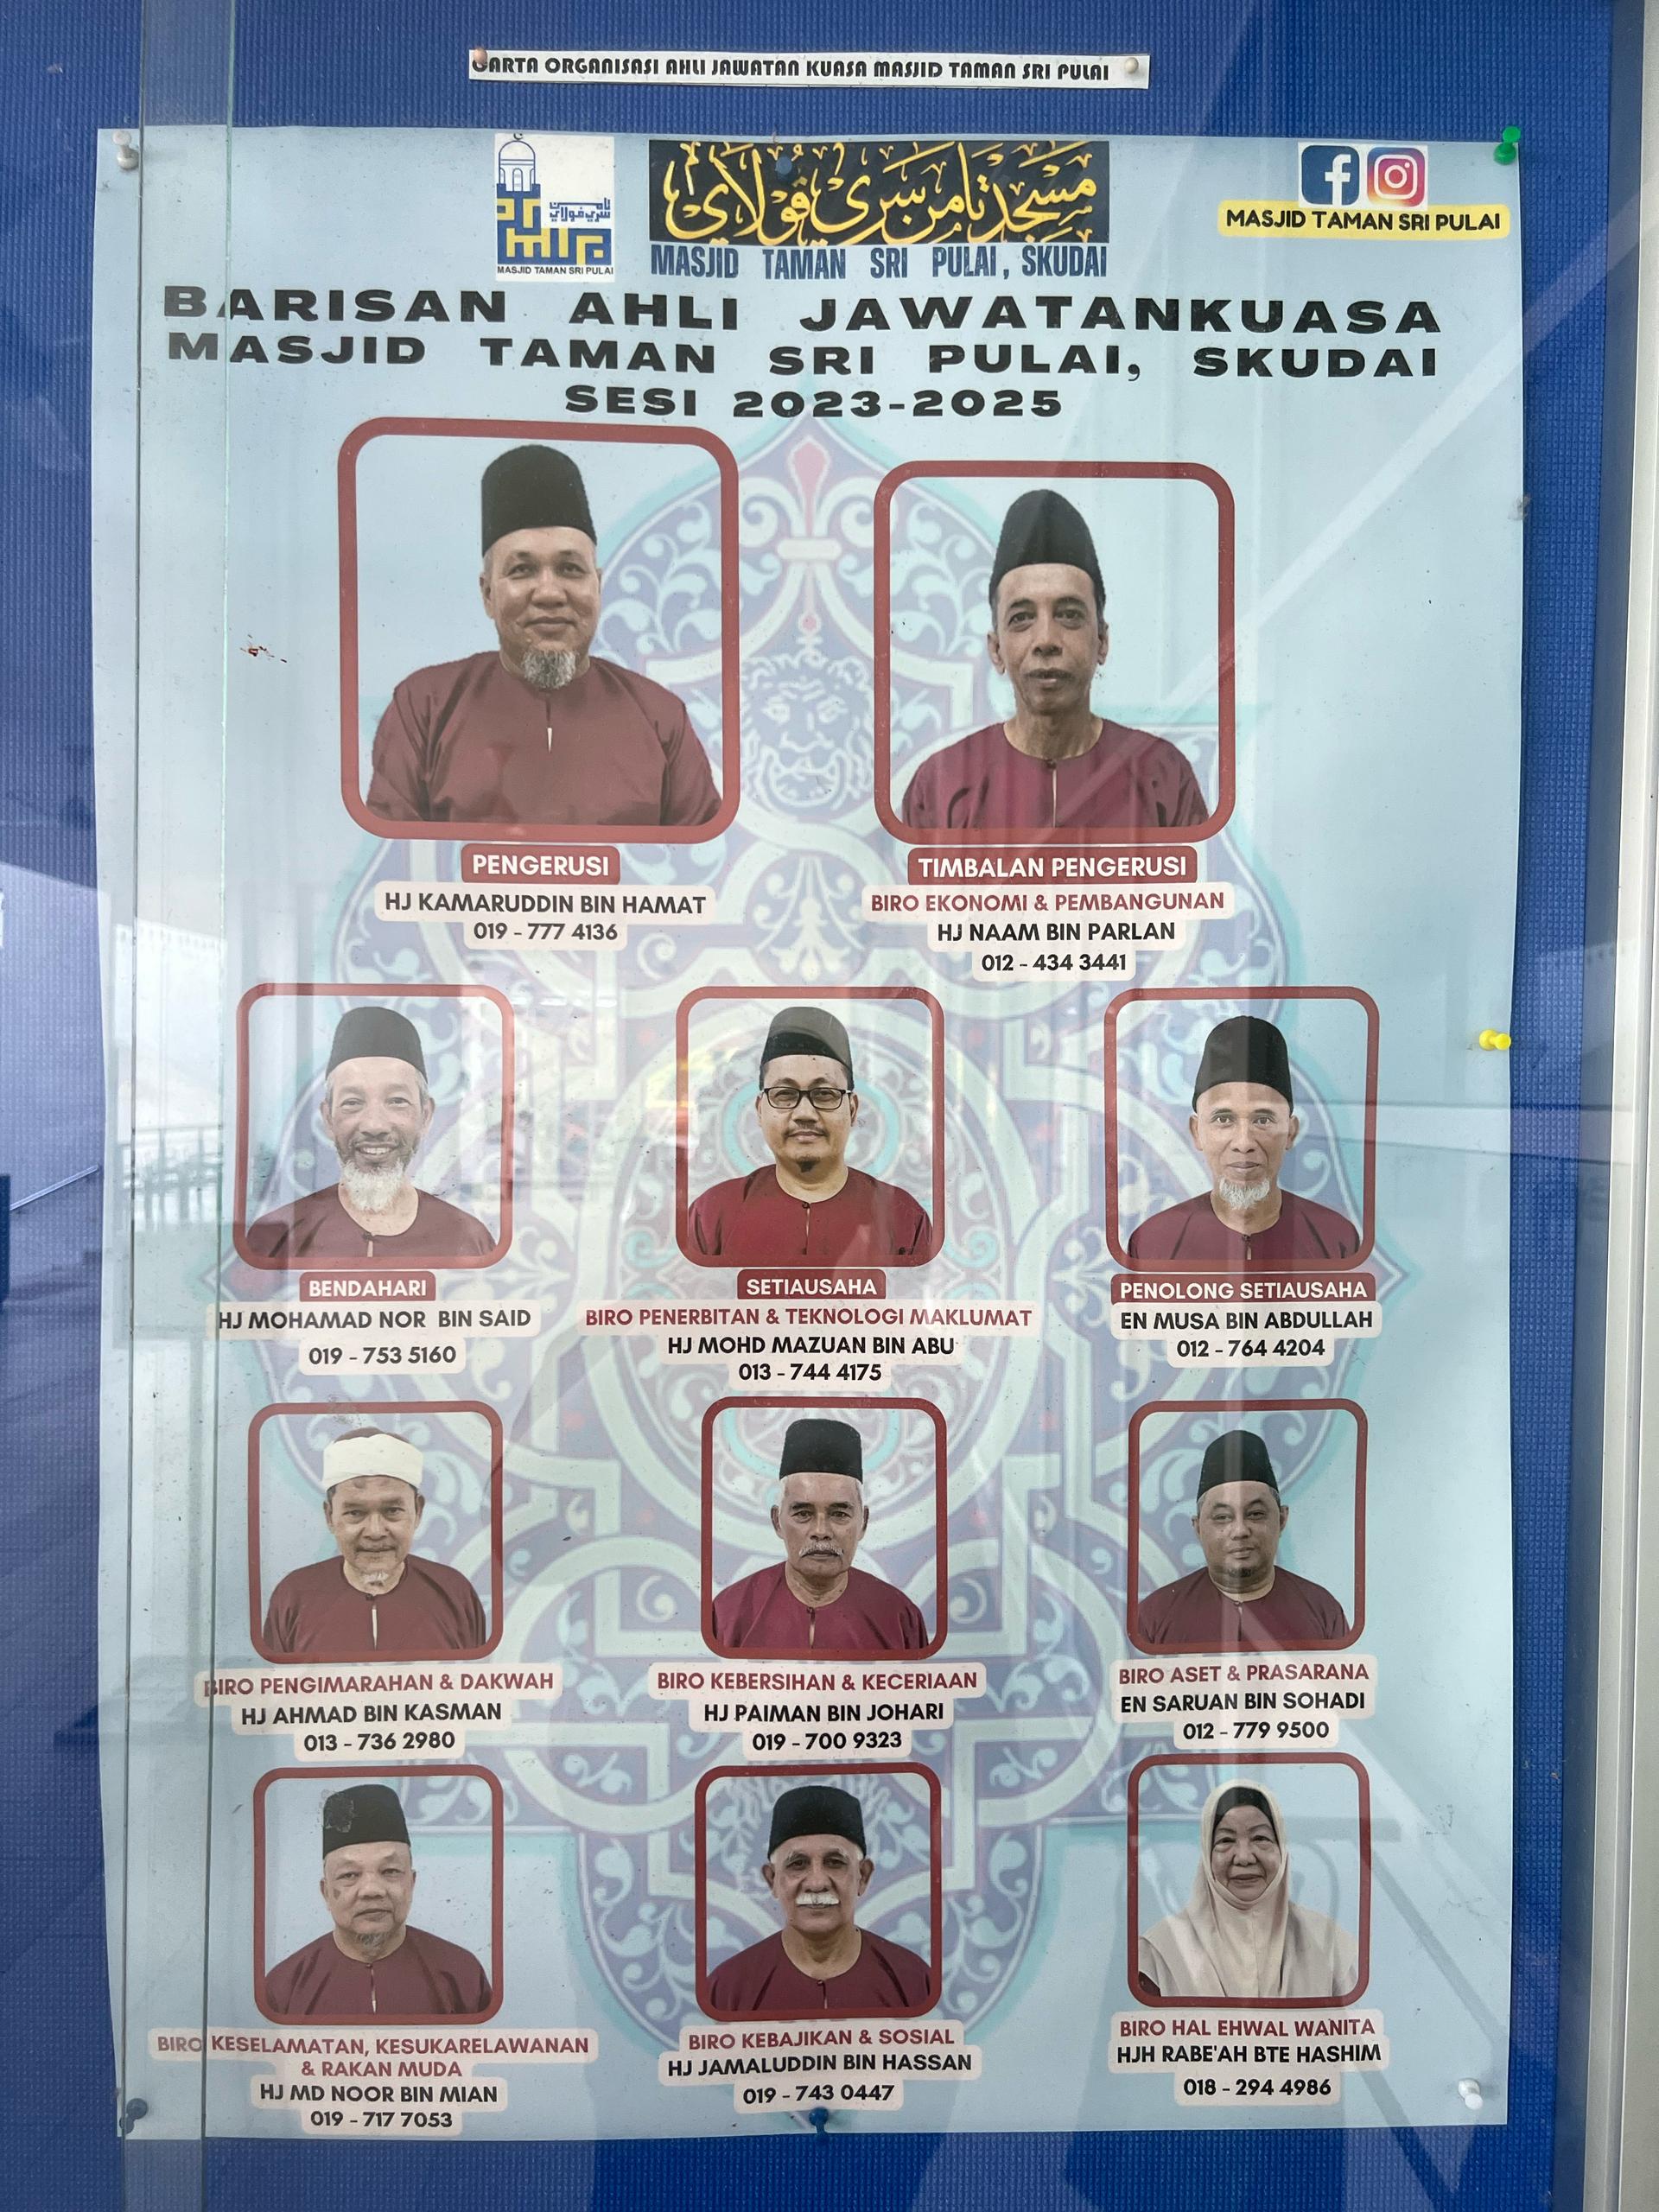 CARTA ORGANISASI AHLI JAWATAN KUASA MASJID TAMAN SRI PULAI
تامن
سري ڤولاي
MASJID TAMAN SRI PULAI
مسجد تامن سري ڤولاي
MASJID TAMAN SRI PULAI, SKUDAI
MASJID TAMAN SRI PULAI
BARISAN AHLI JAWATANKUASA
MASJID TAMAN SRI PULAI, SKUDAI
SESI 2023-2025
PENGERUSI
HJ KAMARUDDIN BIN HAMAT
019 - 777 4136
TIMBALAN PENGERUSI
BIRO EKONOMI & PEMBANGUNAN
HJ NAAM BIN PARLAN
012 - 434 3441
BENDAHARI
HJ MOHAMAD NOR BIN SAID
019 - 753 5160
SETIAUSAHA
BIRO PENERBITAN & TEKNOLOGI MAKLUMAT
HJ MOHD MAZUAN BIN ABU
013 - 744 4175
PENOLONG SETIAUSAHA
EN MUSA BIN ABDULLAH
012 - 764 4204
BIRO PENGIMARAHAN & DAKWAH
HJ AHMAD BIN KASMAN
013 - 736 2980
BIRO KEBERSIHAN & KECERIAAN
HJ PAIMAN BIN JOHARI
019 - 700 9323
BIRO ASET & PRASARANA
EN SARUAN BIN SOHADI
012 - 779 9500
BIRO KESELAMATAN, KESUKARELAWANAN
& RAKAN MUDA
HJ MD NOOR BIN MIAN
019 - 717 7053
BIRO KEBAJIKAN & SOSIAL
HJ JAMALUDDIN BIN HASSAN
019 - 743 0447
BIRO HAL EHWAL WANITA
HJH RABE'AH BTE HASHIM
018 - 294 4986